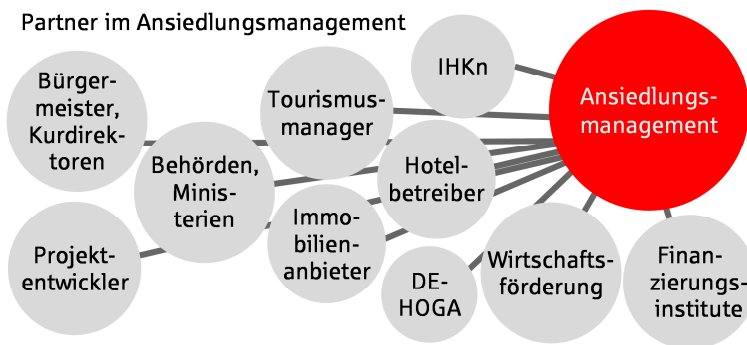 Partner im Ansiedlungsmanagement
IHKn
Ansiedlungs-
management
Bürger-
meister,
Kurdirek-
toren
Tourismus-
manager
Behörden,
Minis-
terien
Hotel-
betreiber
Immo-
bilien-
anbieter
Projekt-
entwickler
DE-
HOGA
Wirtschafts-
förderung
Finan-
zierungs-
institute